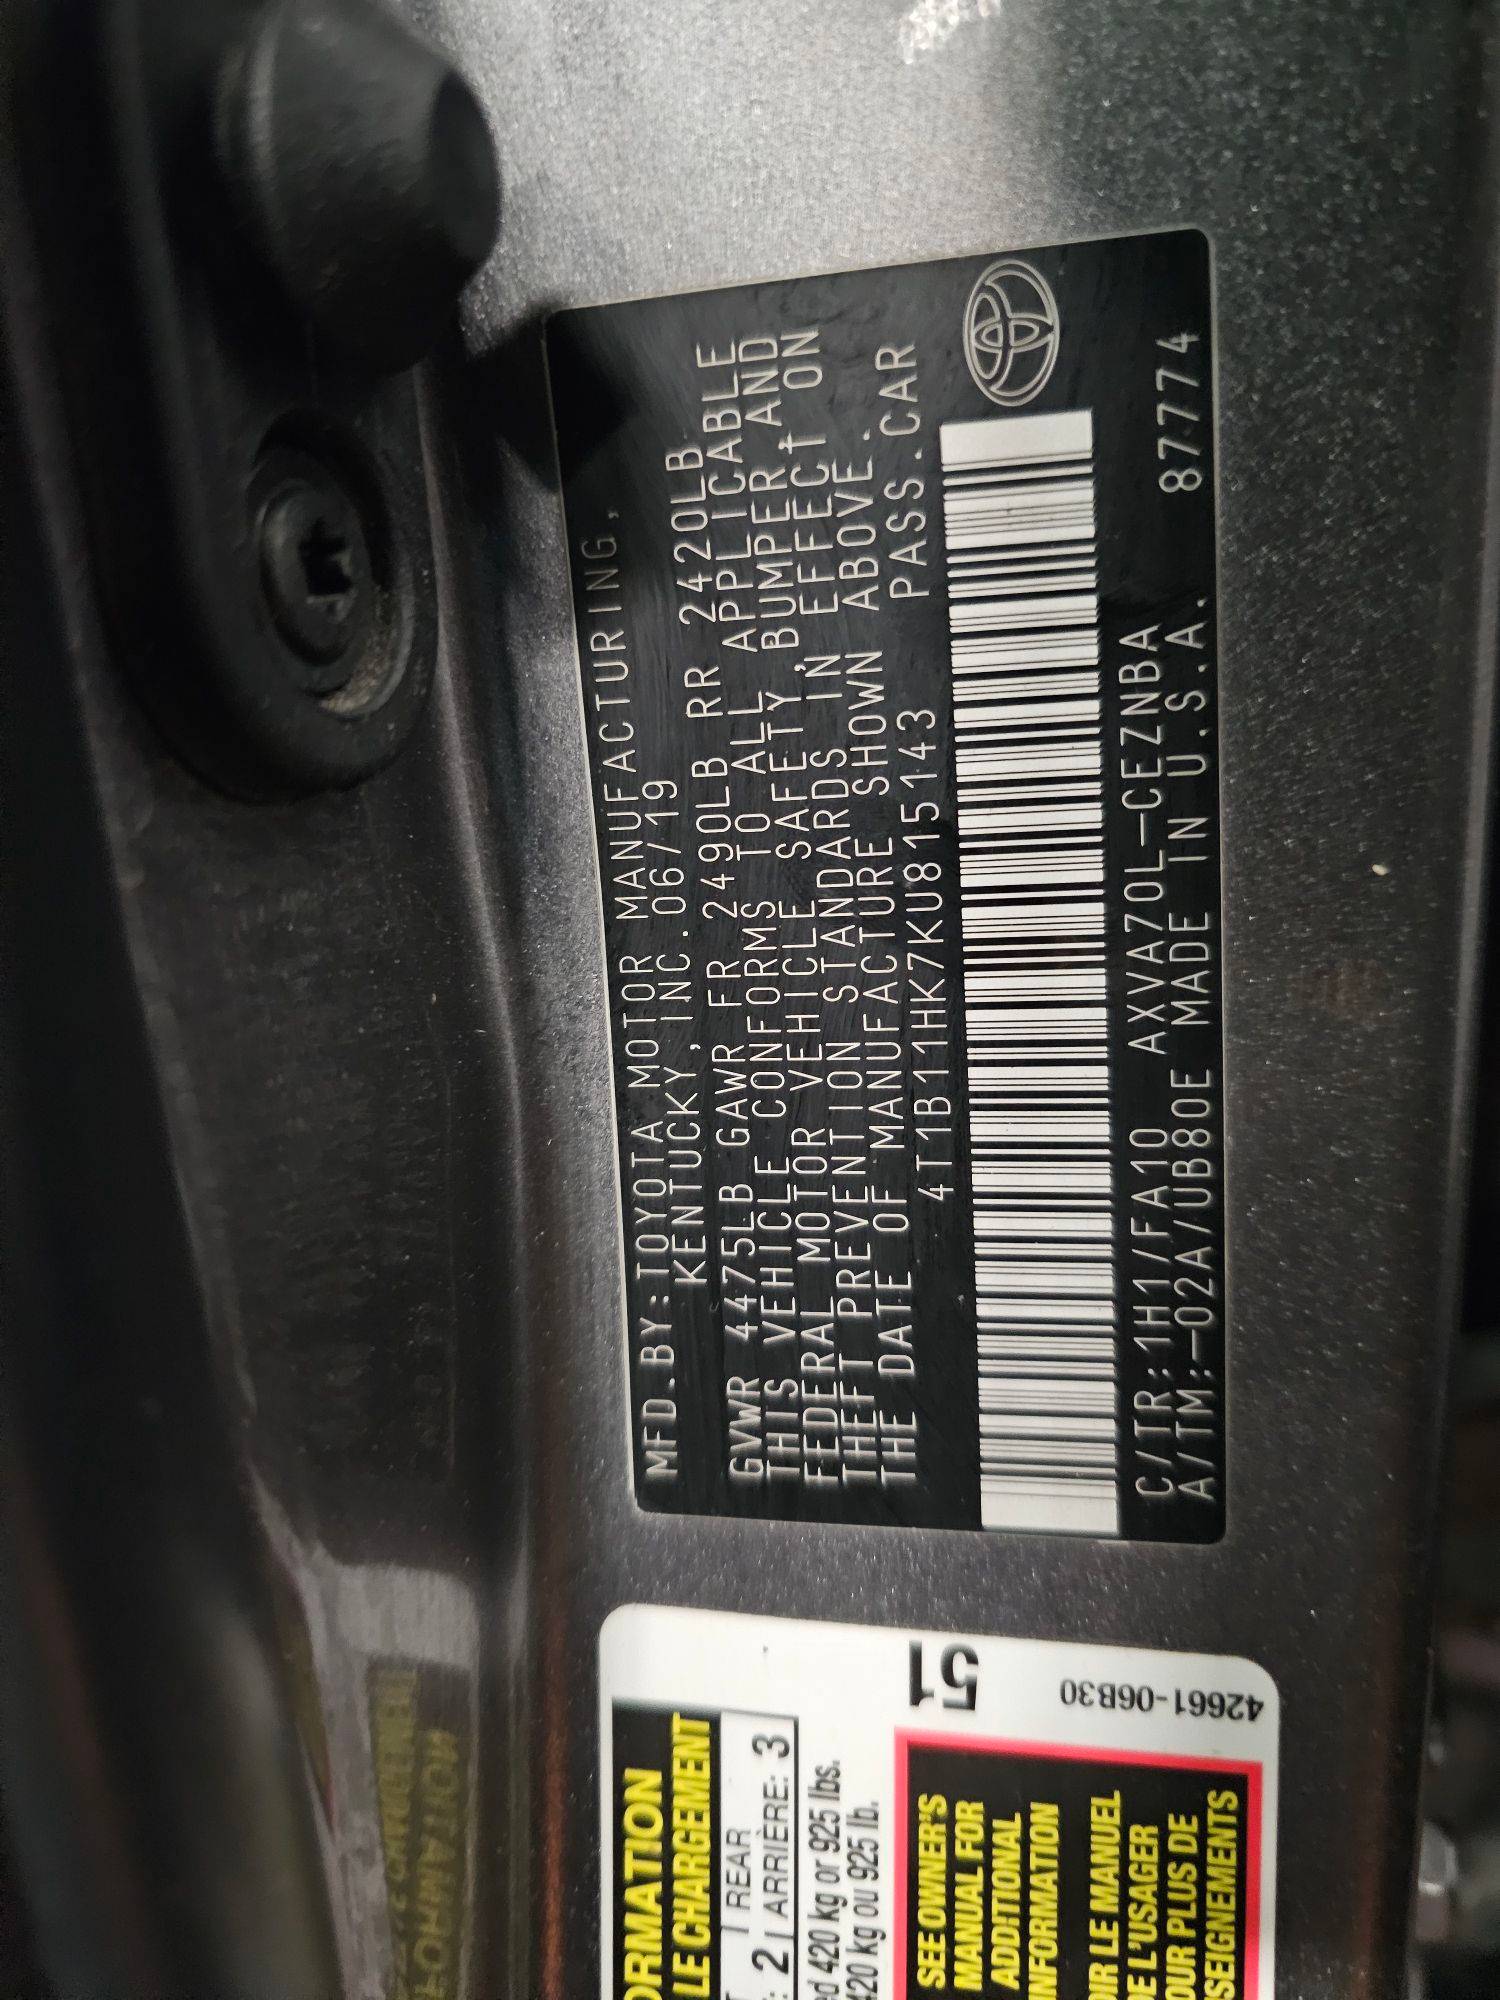 MFD.BY:TOYOTA MOTOR MANUFACTURING,
KENTUCKY, INC.06/19
GVWR 4475LB GAWR FR 2490LB RR 2420LB
THIS VEHICLE CONFORMS TO ALL APPLICABLE
FEDERAL MOTOR VEHICLE SAFETY, BUMPER, AND
THEFT PREVENTION STANDARDS IN EFFECT ON
THE DATE OF MANUFACTURE SHOWN ABOVE.
4T1B11HK7KU815143 PASS.CAR
C/TR:1H1/FA10 AXVA70L-CEZNBA
A/TM:-02A/UB80E MADE IN U.S.A. 87774
LE CHARGEMENT
REAR
2 ARRIÈRE: 3
420 kg or 925 lbs.
420 kg ou 925 lb.
51
SEE OWNER'S
MANUAL FOR
ADDITIONAL
INFORMATION
LE MANUEL
DE L'USAGER
POUR PLUS DE
42661-06B30